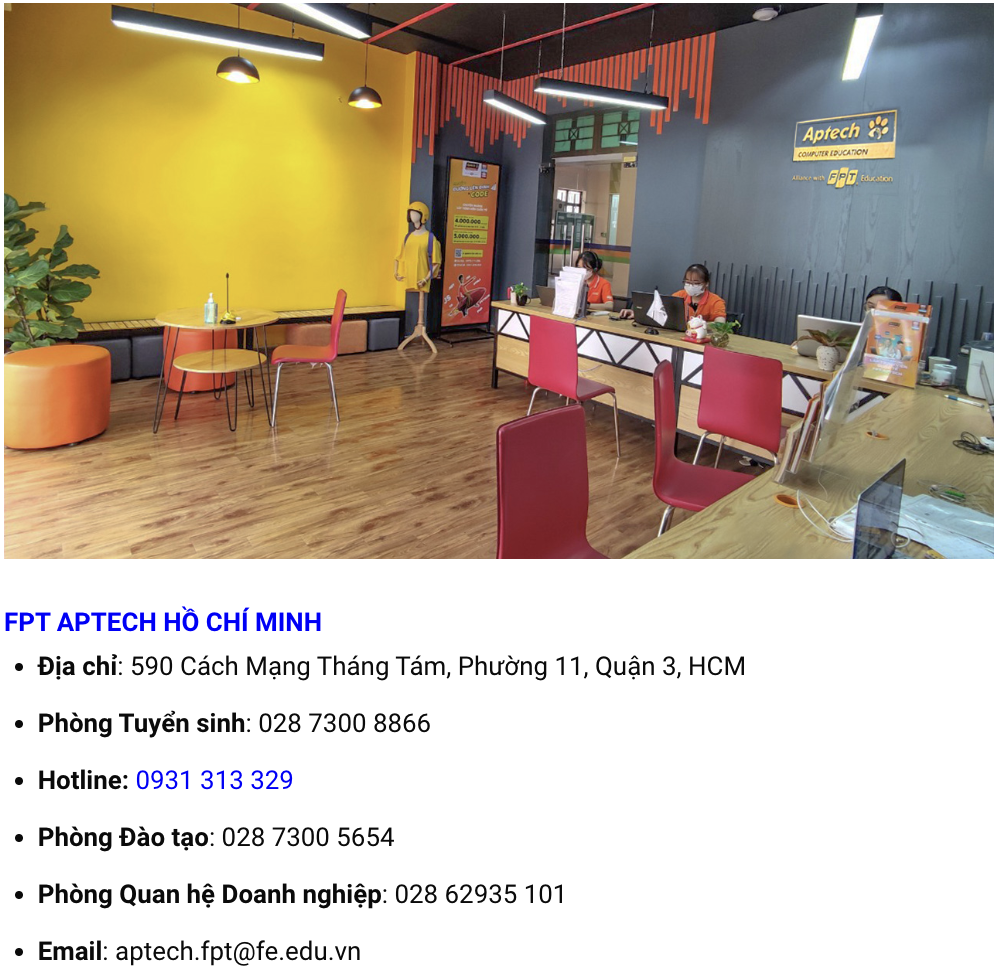 Aptech
COMPUTER EDUCATION
Alliance with FPT Education
CODE
4.000.000
5.000.000
FPT APTECH HỒ CHÍ MINH
• Địa chỉ: 590 Cách Mạng Tháng Tám, Phường 11, Quận 3, HCM
• Phòng Tuyển sinh: 028 7300 8866
• Hotline: 0931 313 329
• Phòng Đào tạo: 028 7300 5654
• Phòng Quan hệ Doanh nghiệp: 028 62935 101
• Email: aptech.fpt@fe.edu.vn